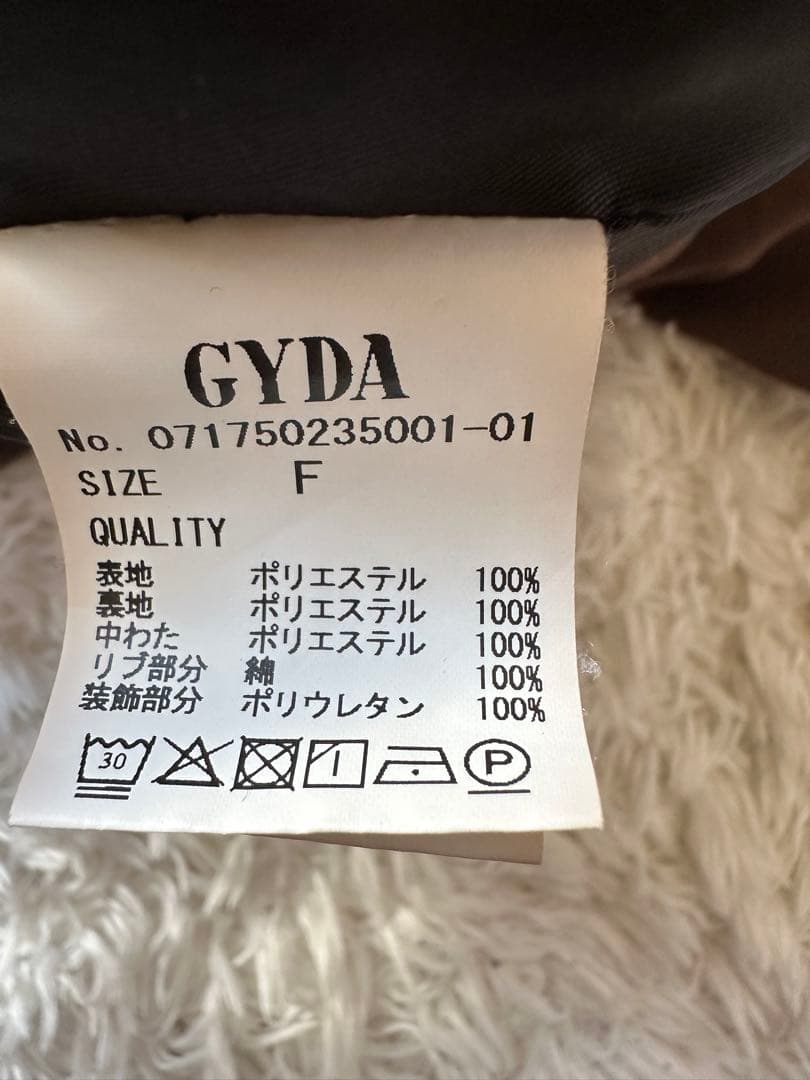 GYDA
No. 071750235001-01
SIZE F
QUALITY
表地 ポリエステル 100%
裏地 ポリエステル 100%
中わた ポリエステル 100%
リブ部分 綿 100%
装飾部分 ポリウレタン 100%
30 P